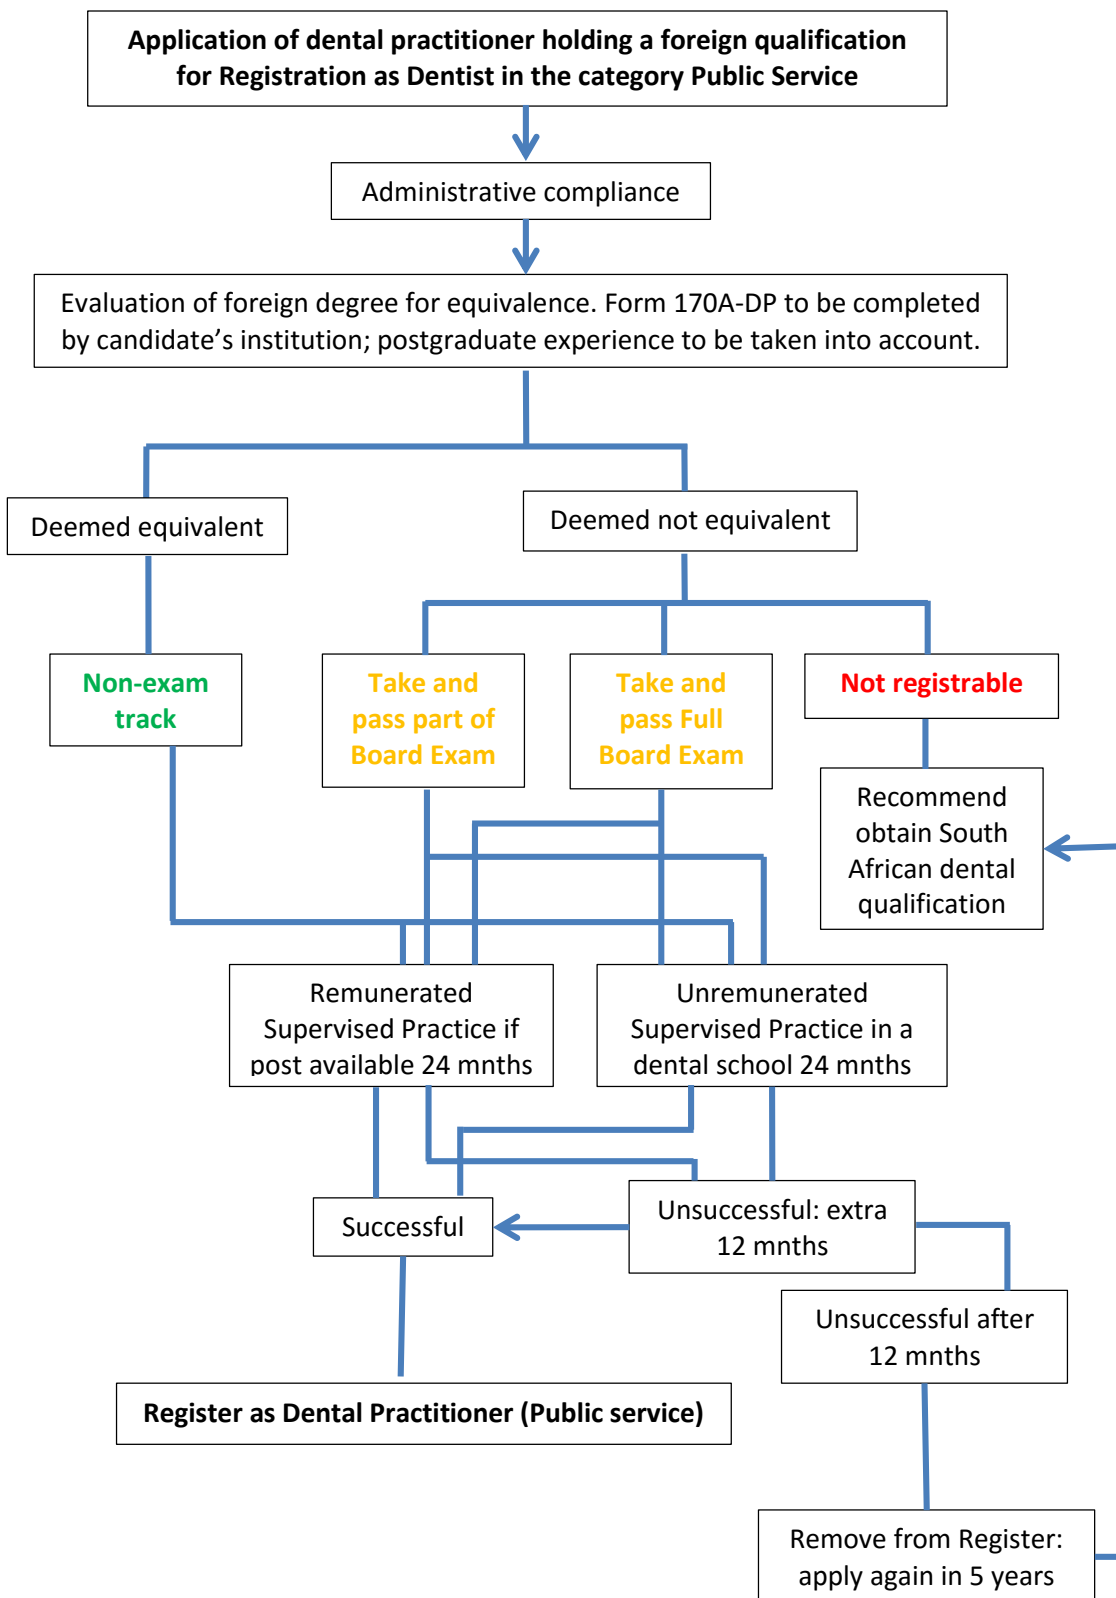 Application of dental practitioner holding a foreign qualification
for Registration as Dentist in the category Public Service
Administrative compliance
Evaluation of foreign degree for equivalence. Form 170A-DP to be completed
by candidate’s institution; postgraduate experience to be taken into account.
Deemed equivalent
Deemed not equivalent
Non-exam
track
Take and
pass part of
Board Exam
Take and
pass Full
Board Exam
Not registrable
Recommend
obtain South
African dental
qualification
Remunerated
Supervised Practice if
post available 24 mnths
Unremunerated
Supervised Practice in a
dental school 24 mnths
Successful
Unsuccessful: extra
12 mnths
Unsuccessful after
12 mnths
Register as Dental Practitioner (Public service)
Remove from Register:
apply again in 5 years